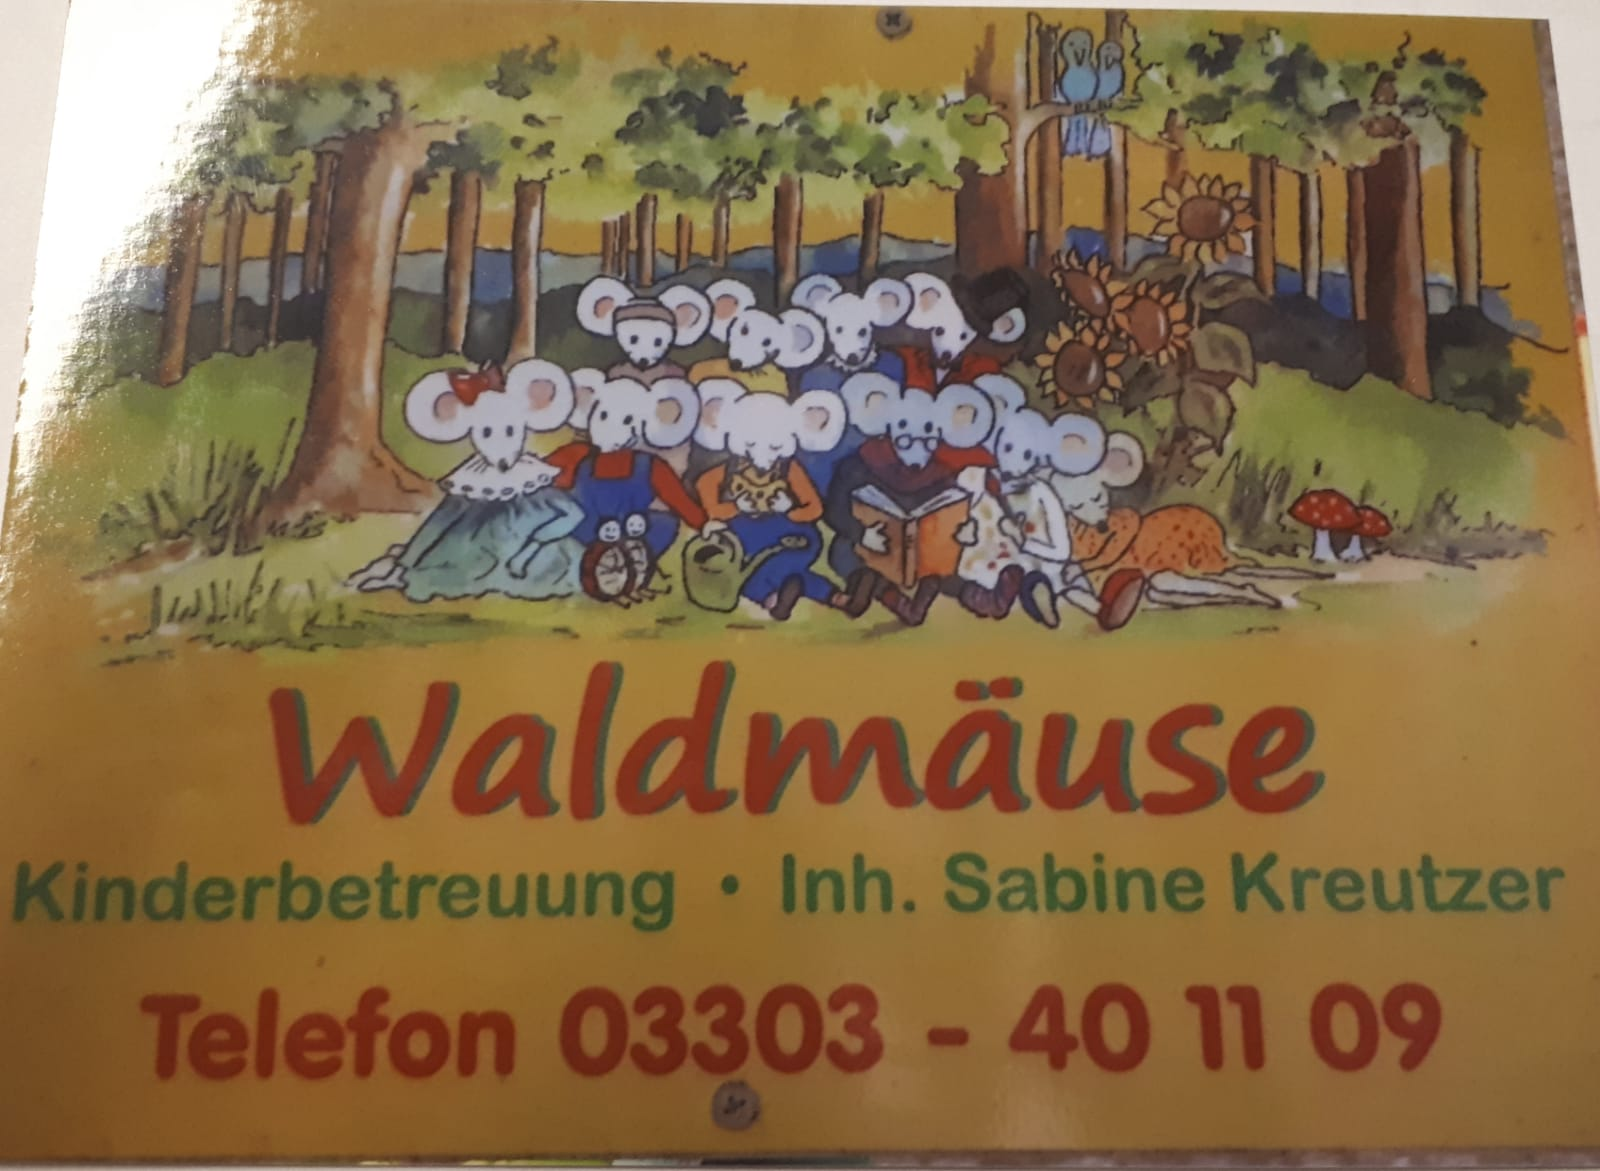 Waldmäuse
Kinderbetreuung • Inh. Sabine Kreutzer
Telefon 03303 - 40 11 09